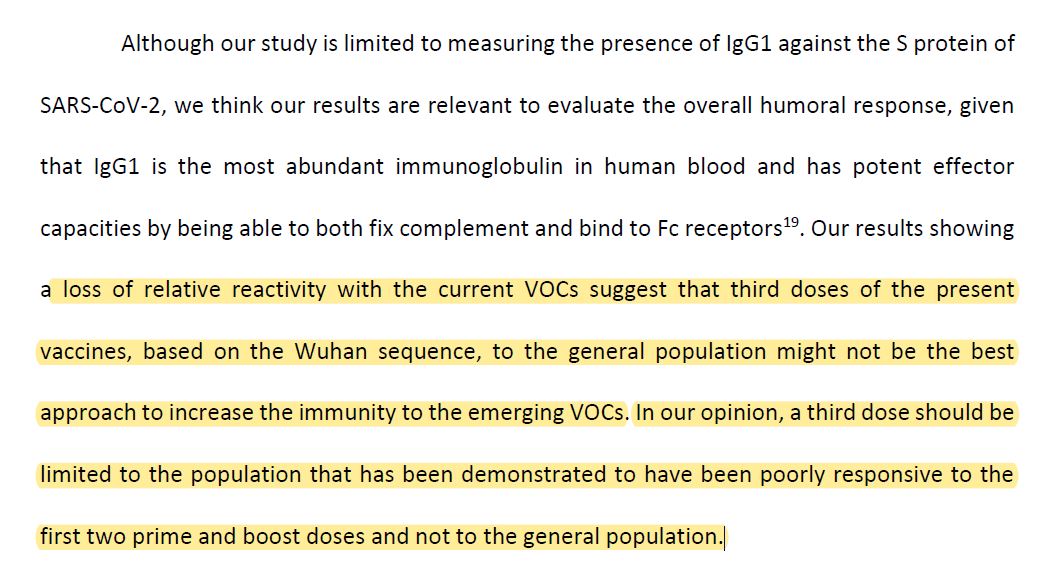 Although our study is limited to measuring the presence of IgG1 against the S protein of
SARS-CoV-2, we think our results are relevant to evaluate the overall humoral response, given
that IgG1 is the most abundant immunoglobulin in human blood and has potent effector
capacities by being able to both fix complement and bind to Fc receptors19. Our results showing
a loss of relative reactivity with the current VOCs suggest that third doses of the present
vaccines, based on the Wuhan sequence, to the general population might not be the best
approach to increase the immunity to the emerging VOCs. In our opinion, a third dose should be
limited to the population that has been demonstrated to have been poorly responsive to the
first two prime and boost doses and not to the general population.